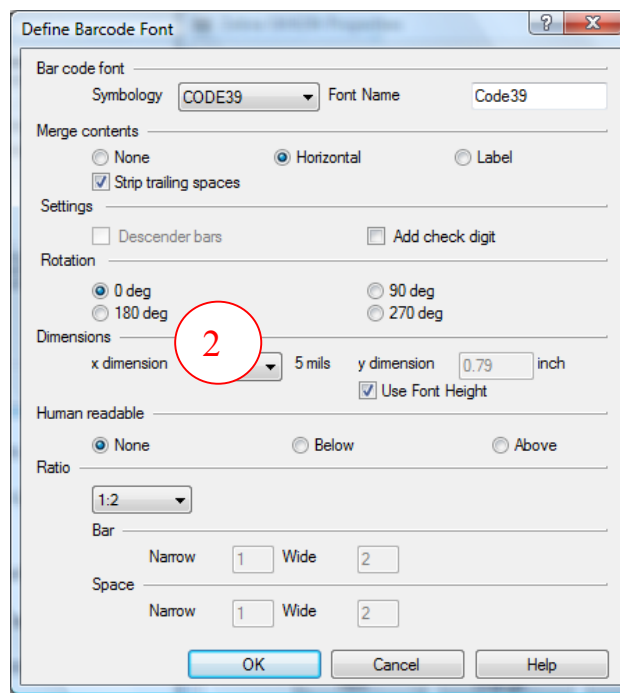 Define Barcode Font
Bar code font
Symbology CODE39 Font Name Code39
Merge contents
None Horizontal Label
Strip trailing spaces
Settings
Descender bars Add check digit
Rotation
0 deg 90 deg
180 deg 270 deg
Dimensions
2
x dimension 5 mils y dimension 0.79 inch
Use Font Height
Human readable
None Below Above
Ratio
1:2
Bar
Narrow 1 Wide 2
Space
Narrow 1 Wide 2
OK Cancel Help